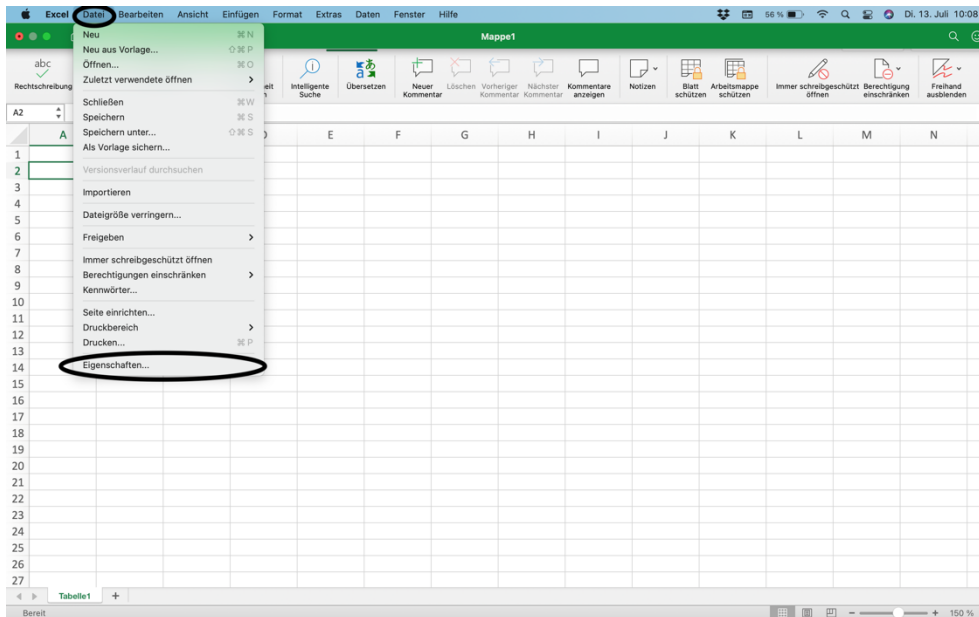 Excel Datei Bearbeiten Ansicht Einfügen Format Extras Daten Fenster Hilfe 56 % Di. 13. Juli 10:08
Mappe1
Neu ⌘N
Neu aus Vorlage... ⇧⌘P
Öffnen... ⌘O
Zuletzt verwendete öffnen
Schließen ⌘W
Speichern ⌘S
Speichern unter... ⇧⌘S
Als Vorlage sichern...
Versionsverlauf durchsuchen
Importieren
Dateigröße verringern...
Freigeben
Immer schreibgeschützt öffnen
Berechtigungen einschränken
Kennwörter...
Seite einrichten...
Druckbereich
Drucken... ⌘P
Eigenschaften...
abc
Rechtschreibung
Intelligente
Suche
Übersetzen
Neuer
Kommentar
Löschen
Vorheriger
Kommentar
Nächster
Kommentar
Kommentare
anzeigen
Notizen
Blatt
schützen
Arbeitsmappe
schützen
Immer schreibgeschützt
öffnen
Berechtigung
einschränken
Freihand
ausblenden
A2
A E F G H I J K L M N
1
2
3
4
5
6
7
8
9
10
11
12
13
14
15
16
17
18
19
20
21
22
23
24
25
26
27
Tabelle1 +
Bereit 150 %